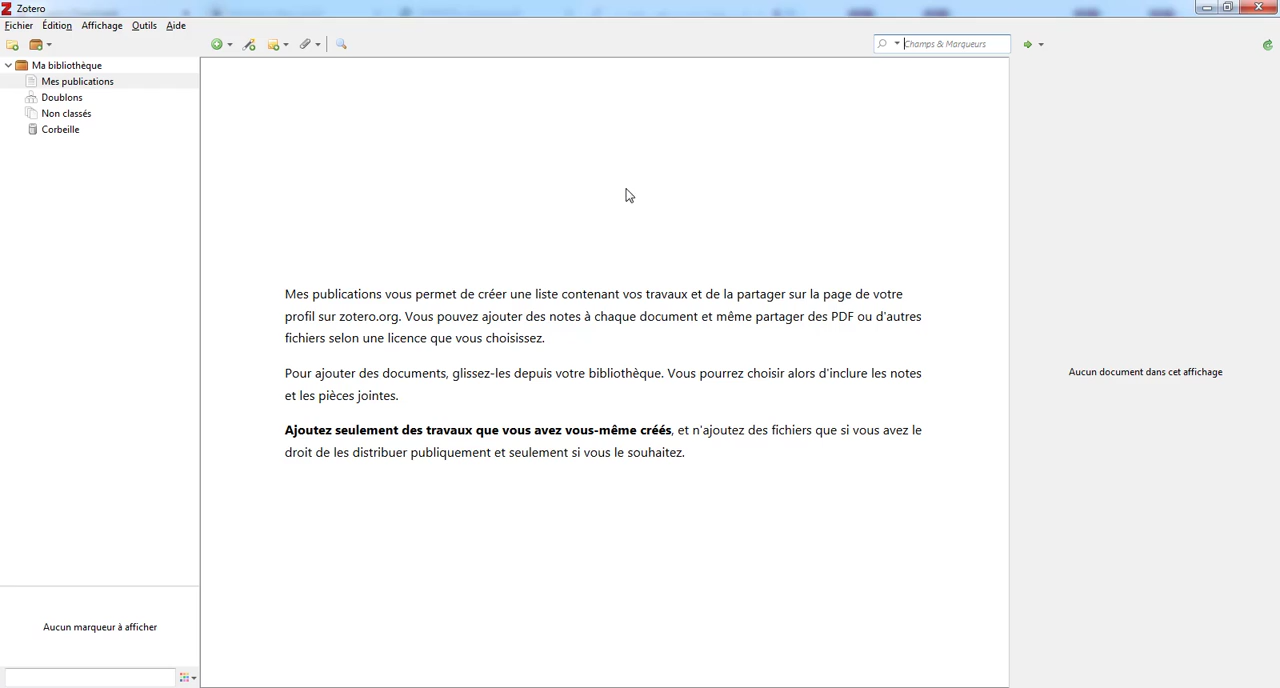 Zotero
Fichier Édition Affichage Outils Aide
Champs & Marqueurs
Ma bibliothèque
Mes publications
Doublons
Non classés
Corbeille
Mes publications vous permet de créer une liste contenant vos travaux et de la partager sur la page de votre
profil sur zotero.org. Vous pouvez ajouter des notes à chaque document et même partager des PDF ou d'autres
fichiers selon une licence que vous choisissez.
Pour ajouter des documents, glissez-les depuis votre bibliothèque. Vous pourrez choisir alors d'inclure les notes
et les pièces jointes.
Ajoutez seulement des travaux que vous avez vous-même créés, et n'ajoutez des fichiers que si vous avez le
droit de les distribuer publiquement et seulement si vous le souhaitez.
Aucun document dans cet affichage
Aucun marqueur à afficher